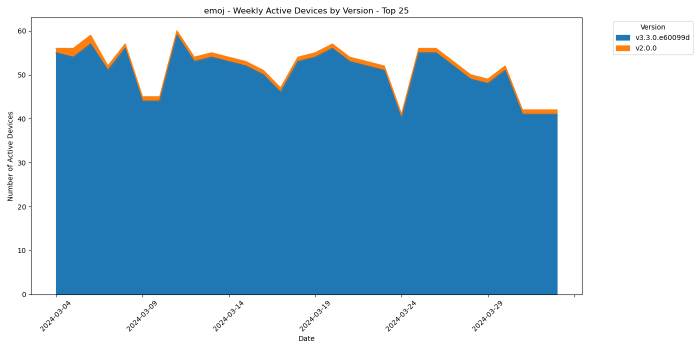 emoj - Weekly Active Devices by Version - Top 25
Version
v3.3.0.e60099d
v2.0.0
Number of Active Devices
60
50
40
30
20
10
0
2024-03-04
2024-03-09
2024-03-14
2024-03-19
2024-03-24
2024-03-29
Date